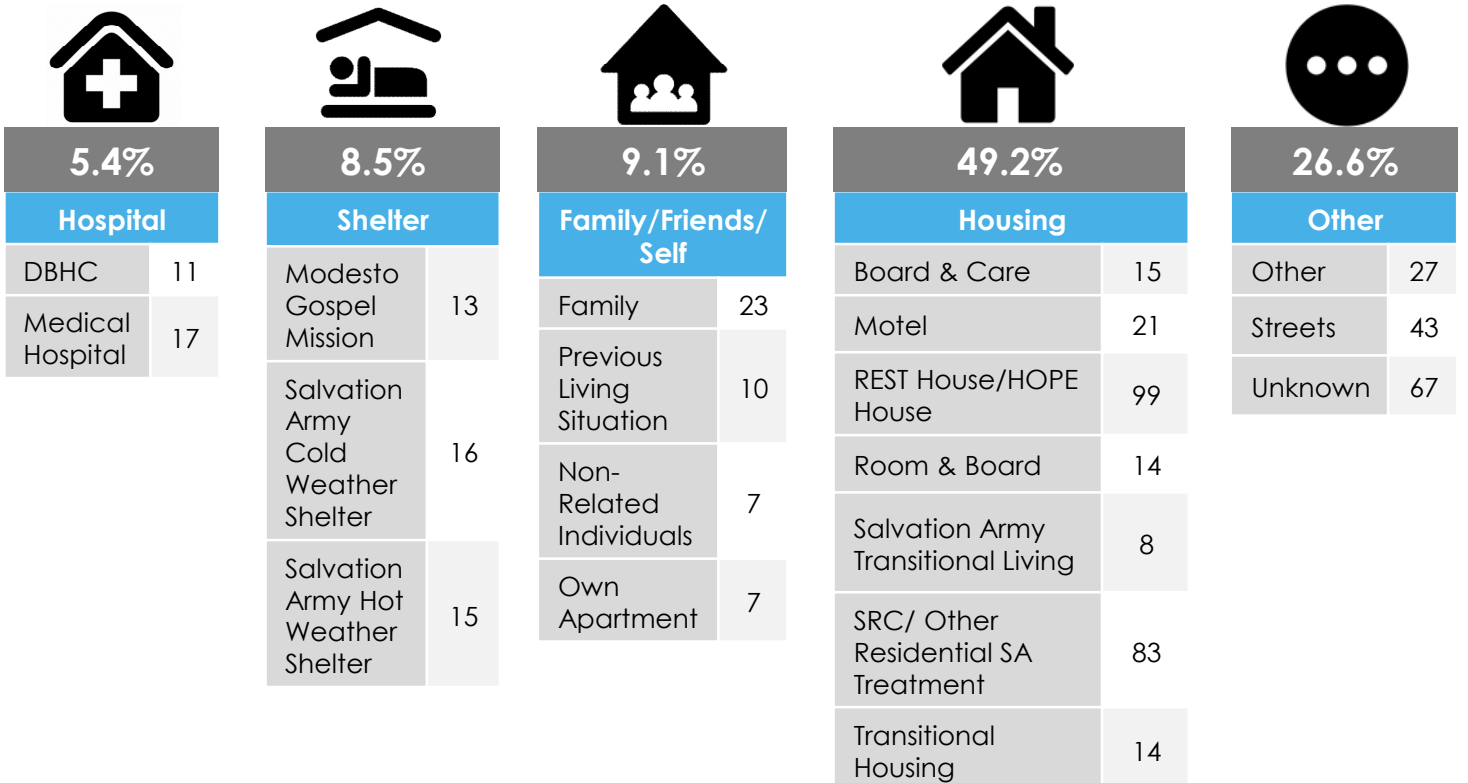 5.4%
Hospital
DBHC 11
Medical
Hospital 17
8.5%
Shelter
Modesto
Gospel
Mission 13
Salvation
Army
Cold
Weather
Shelter 16
Salvation
Army Hot
Weather
Shelter 15
9.1%
Family/Friends/
Self
Family 23
Previous
Living
Situation 10
Non-
Related
Individuals 7
Own
Apartment 7
49.2%
Housing
Board & Care 15
Motel 21
REST House/HOPE
House 99
Room & Board 14
Salvation Army
Transitional Living 8
SRC/ Other
Residential SA
Treatment 83
Transitional
Housing 14
26.6%
Other
Other 27
Streets 43
Unknown 67